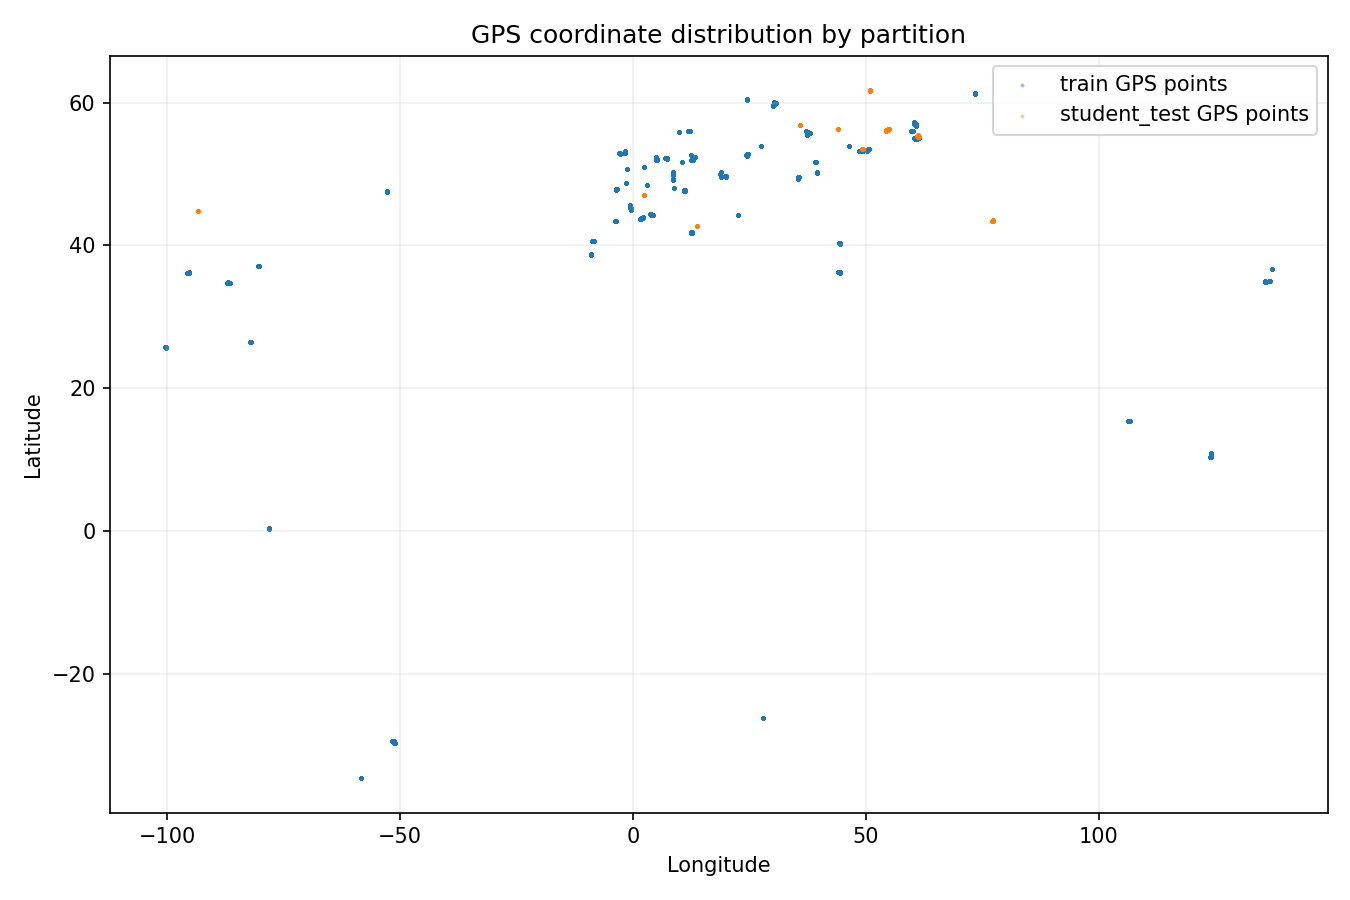 GPS coordinate distribution by partition
train GPS points
student_test GPS points
60
40
20
0
−20
Latitude
−100
−50
0
50
100
Longitude